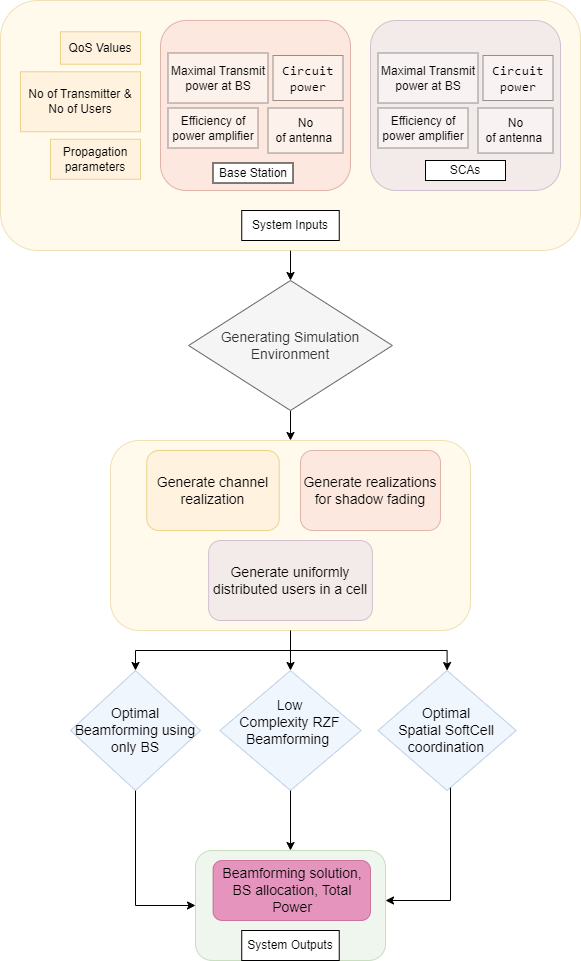 QoS Values
No of Transmitter &
No of Users
Propagation
parameters
Maximal Transmit
power at BS
Circuit
power
Efficiency of
power amplifier
No
of antenna
Base Station
Maximal Transmit
power at BS
Circuit
power
Efficiency of
power amplifier
No
of antenna
SCAs
System Inputs
Generating Simulation
Environment
Generate channel
realization
Generate realizations
for shadow fading
Generate uniformly
distributed users in a cell
Optimal
Beamforming using
only BS
Low
Complexity RZF
Beamforming
Optimal
Spatial SoftCell
coordination
Beamforming solution,
BS allocation, Total
Power
System Outputs